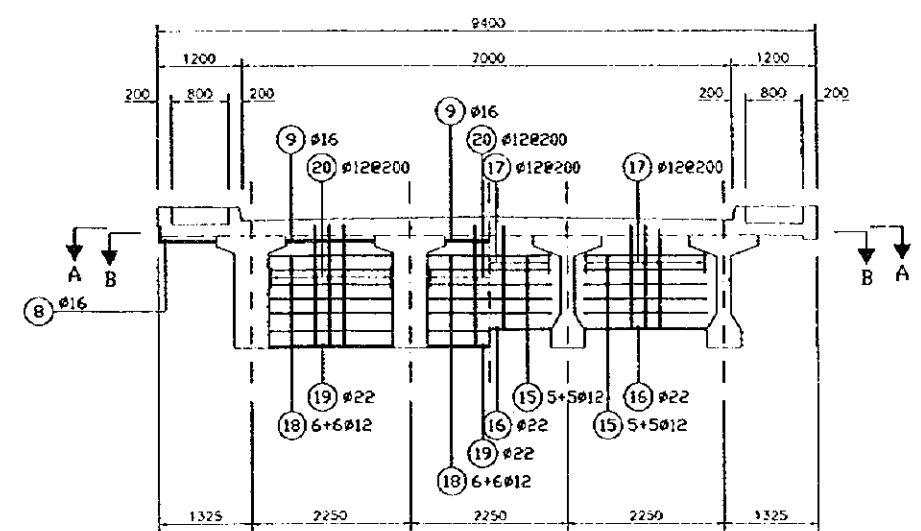 9400
1200 7000 1200
200 800 200 200 800 200
9 ø16
9 ø16 20 ø12@200
20 ø12@200 17 ø12@200 17 ø12@200
A B B A
8 ø16
19 ø22 15 5+5ø12 16 ø22
18 6+6ø12 16 ø22 15 5+5ø12
19 ø22
18 6+6ø12
1325 2250 2250 2250 1325